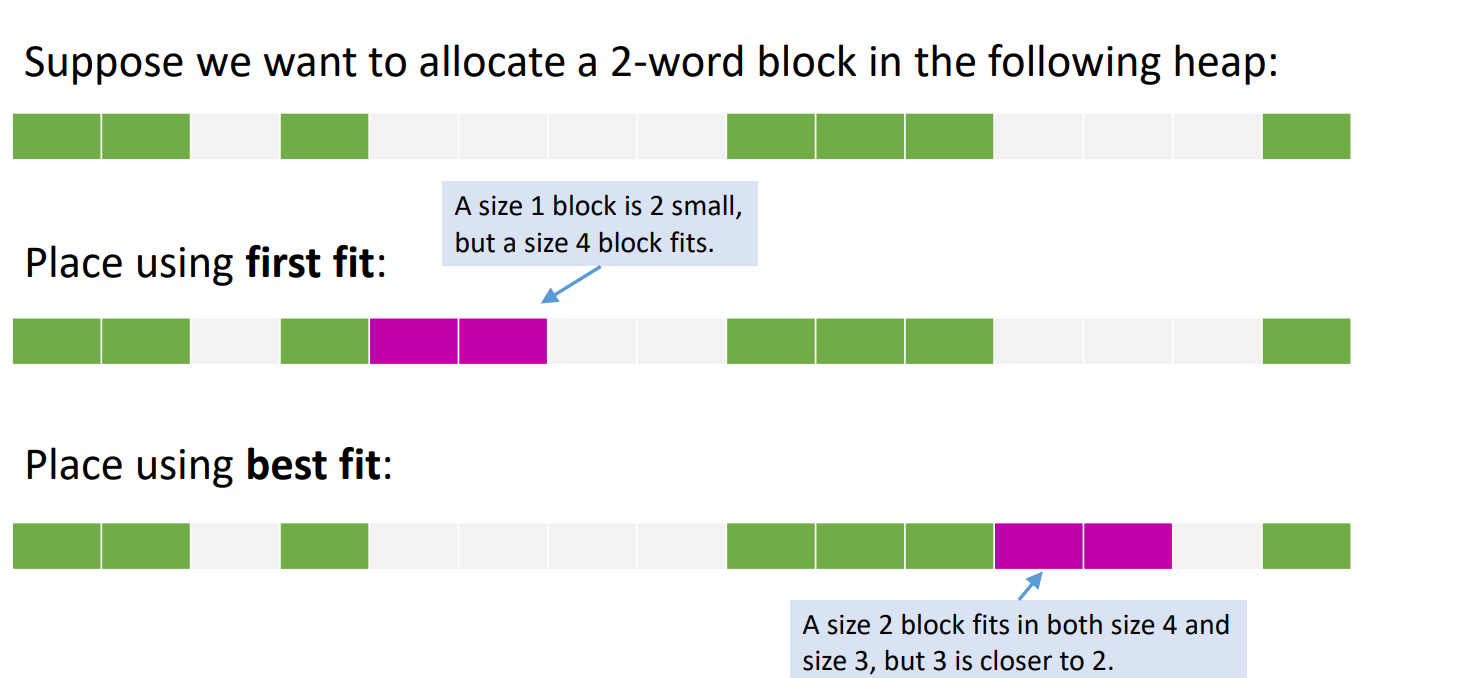 Suppose we want to allocate a 2-word block in the following heap:
A size 1 block is 2 small,
but a size 4 block fits.
Place using first fit:
Place using best fit:
A size 2 block fits in both size 4 and
size 3, but 3 is closer to 2.